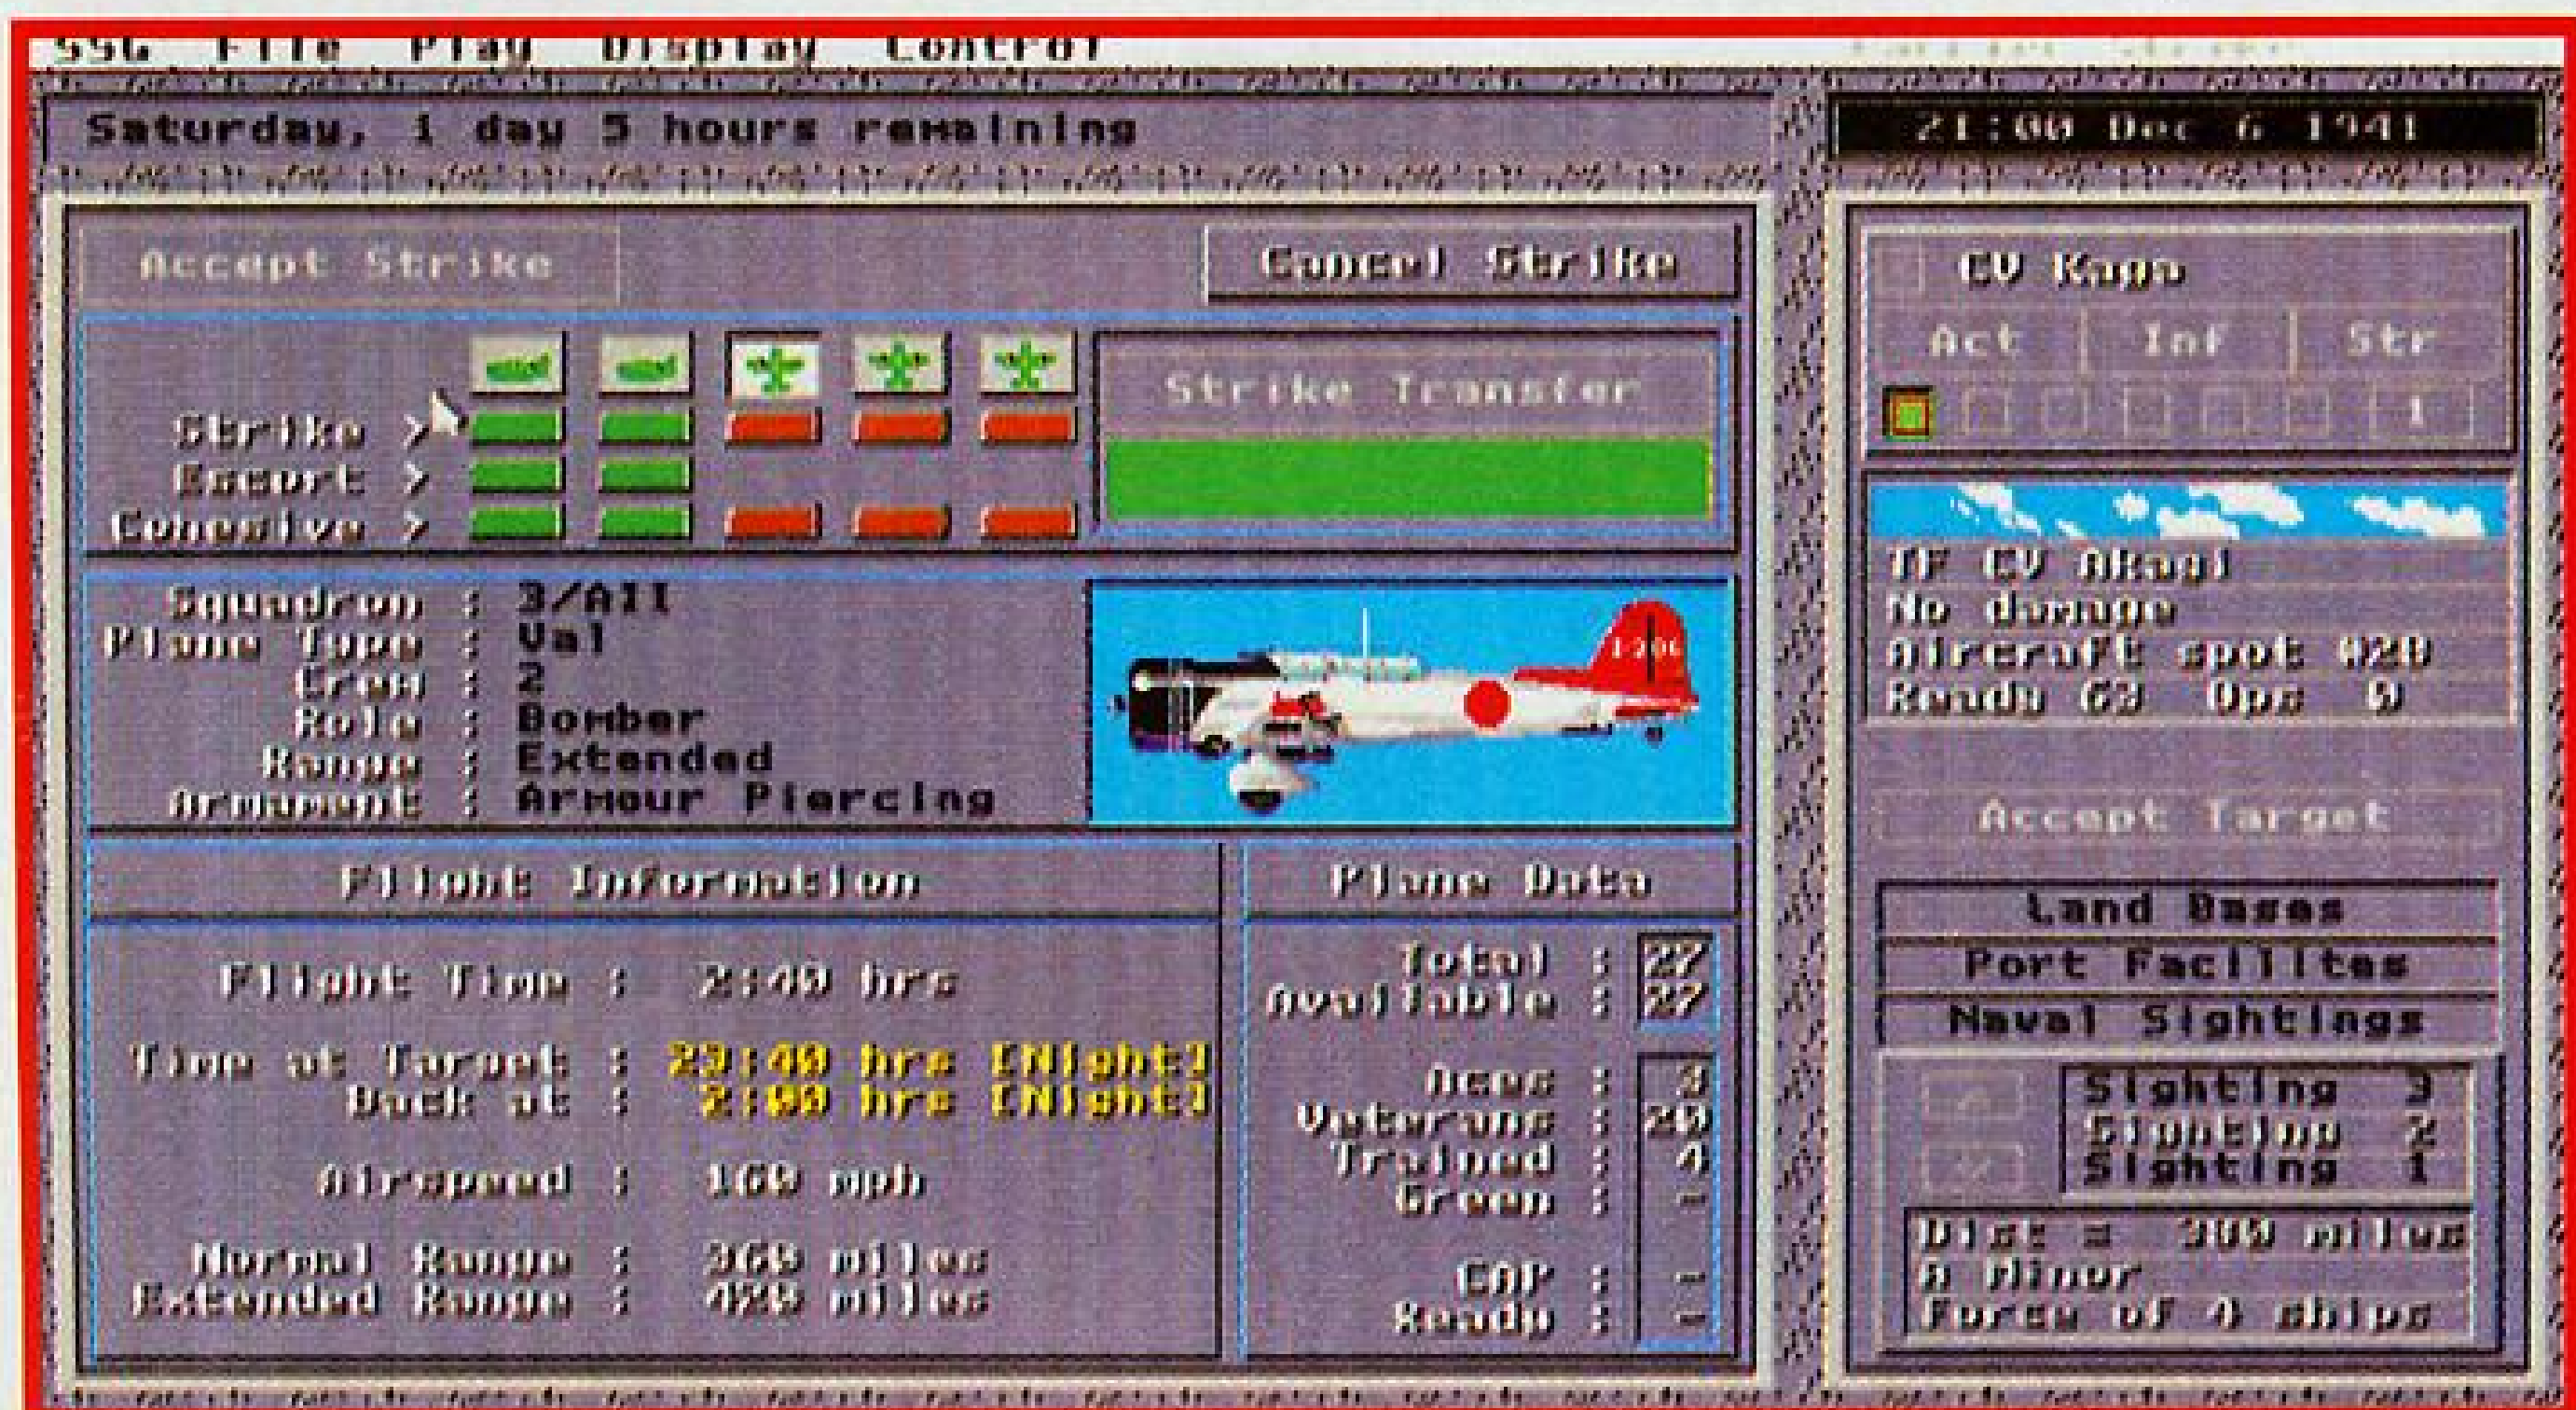 SSG File Play Display Control
Saturday, 1 day 5 hours remaining
21:00 Dec 6 1941
Accept Strike
Cancel Strike
Strike >
Escort >
Cohesive >
Strike Transfer
Squadron : 3/AII
Plane Type : Val
Crew : 2
Role : Bomber
Range : Extended
Armament : Armour Piercing
J-206
Flight Information
Flight Time : 2:40 hrs
Time at Target : 23:40 hrs [Night]
Back at : 2:00 hrs [Night]
Airspeed : 160 mph
Normal Range : 360 miles
Extended Range : 420 miles
Plane Data
Total : 27
Available : 27
Aces : 3
Veterans : 20
Trained : 4
Green : -
CAP : -
Ready : -
CV Kaga
Act Inf Str
1
TF CV Akagi
No damage
Aircraft spot 020
Ready 63 Ops 0
Accept Target
Land Bases
Port Facilites
Naval Sightings
Sighting 3
Sighting 2
Sighting 1
Dist = 300 miles
A Minor
Force of 4 ships